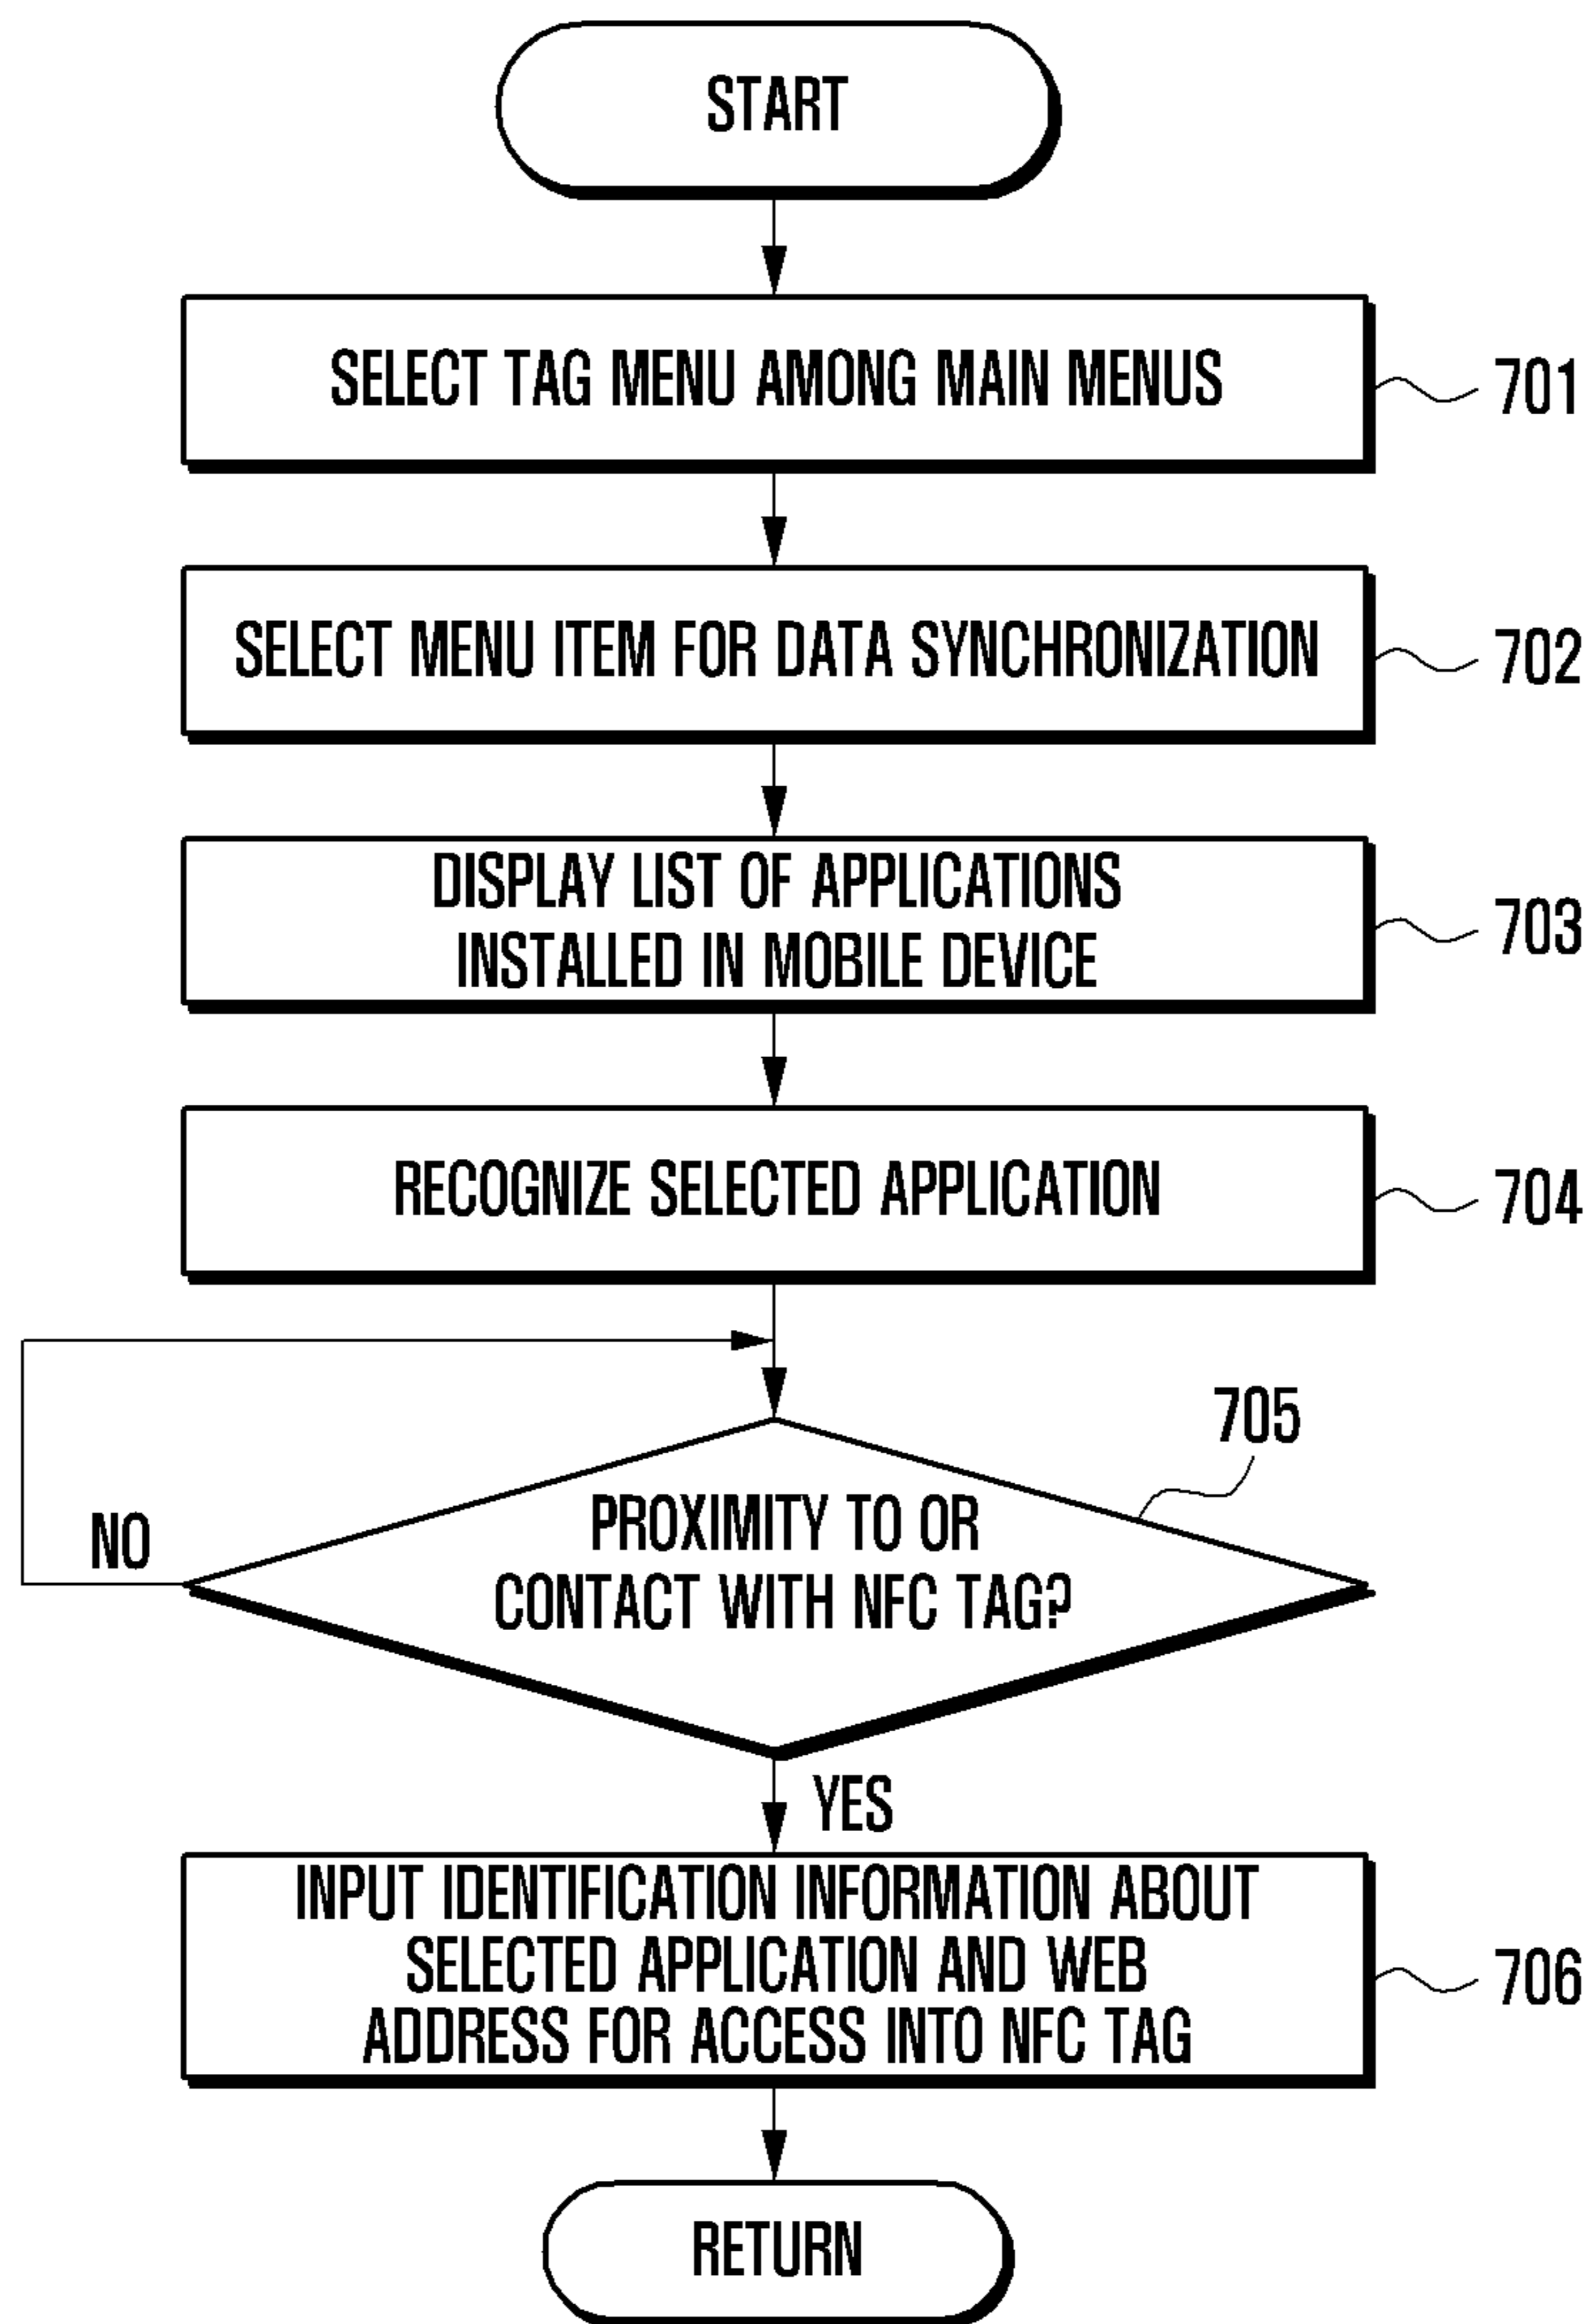 START
SELECT TAG MENU AMONG MAIN MENUS
701
SELECT MENU ITEM FOR DATA SYNCHRONIZATION
702
DISPLAY LIST OF APPLICATIONS
INSTALLED IN MOBILE DEVICE
703
RECOGNIZE SELECTED APPLICATION
704
705
NO
PROXIMITY TO OR
CONTACT WITH NFC TAG?
YES
INPUT IDENTIFICATION INFORMATION ABOUT
SELECTED APPLICATION AND WEB
ADDRESS FOR ACCESS INTO NFC TAG
706
RETURN